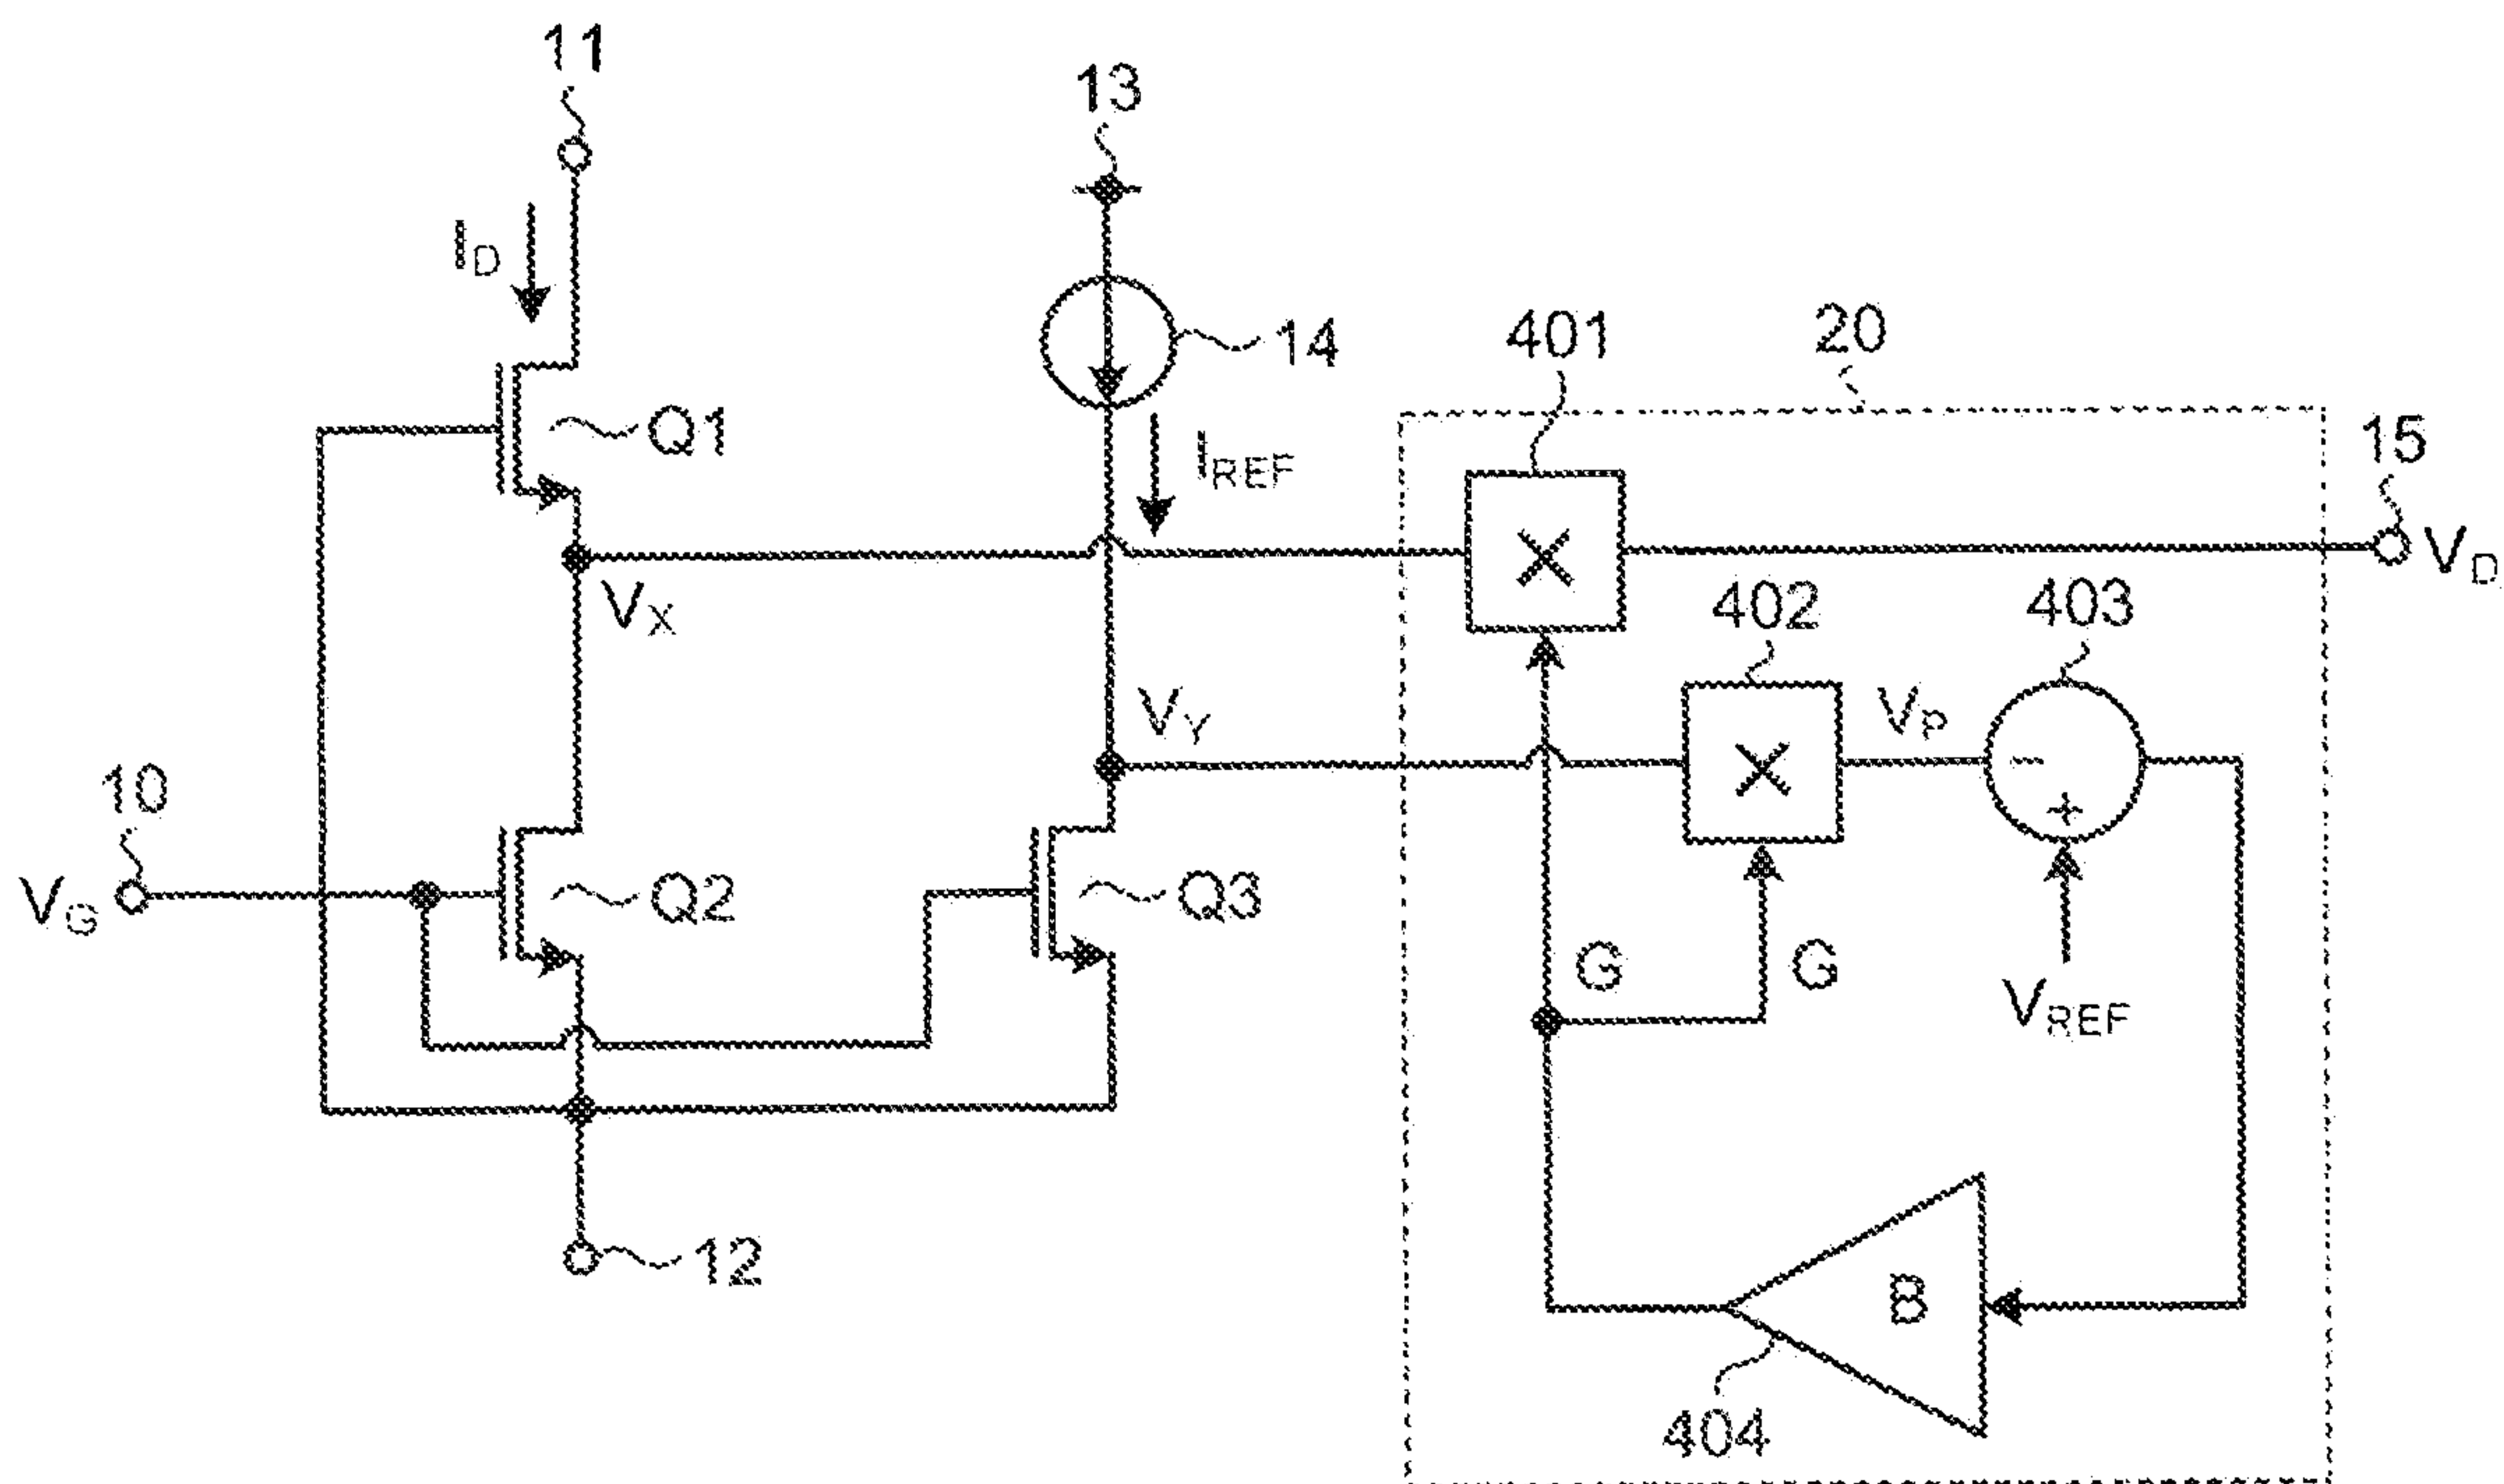 11
13
I_D
14
401
20
Q1
I_REF
15
V_D
V_X
402
403
V_Y
V_P
×
×
−
+
10
V_G
Q2
Q3
G
G
V_REF
12
B
404